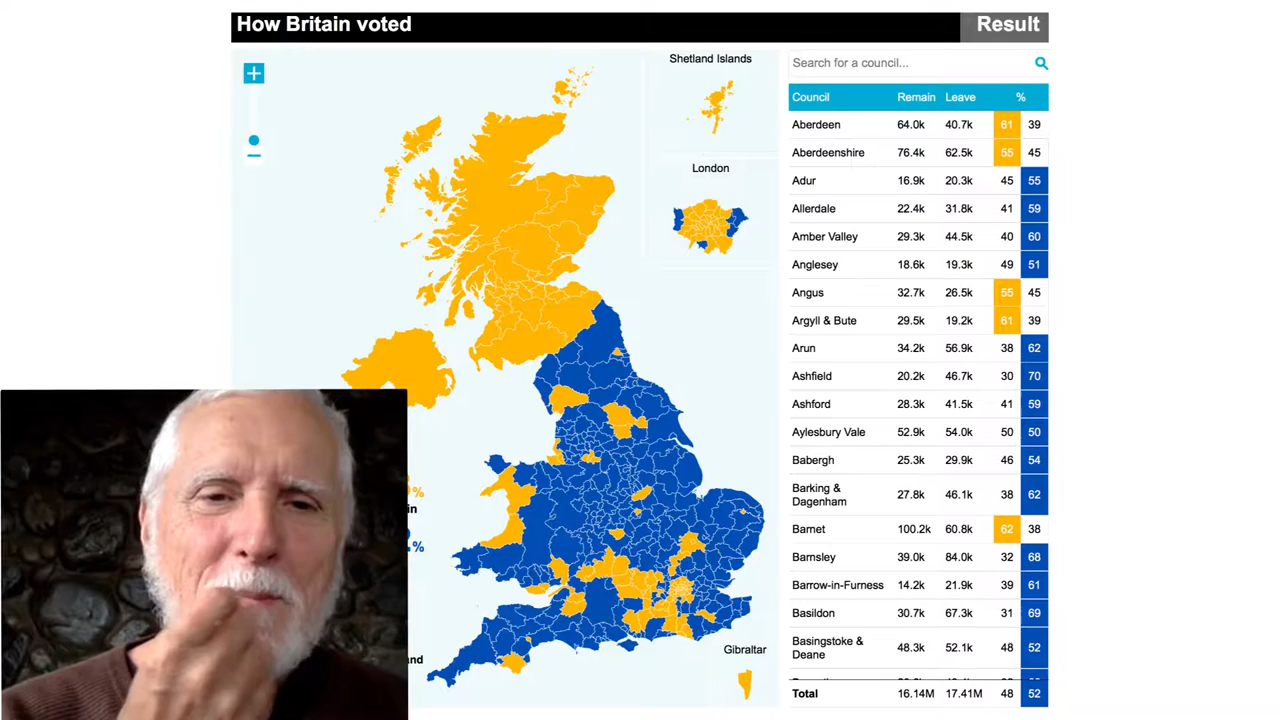 How Britain voted
Result
Shetland Islands
London
Gibraltar
%
in
%
nd
Search for a council...
Council Remain Leave %
Aberdeen 64.0k 40.7k 61 39
Aberdeenshire 76.4k 62.5k 55 45
Adur 16.9k 20.3k 45 55
Allerdale 22.4k 31.8k 41 59
Amber Valley 29.3k 44.5k 40 60
Anglesey 18.6k 19.3k 49 51
Angus 32.7k 26.5k 55 45
Argyll & Bute 29.5k 19.2k 61 39
Arun 34.2k 56.9k 38 62
Ashfield 20.2k 46.7k 30 70
Ashford 28.3k 41.5k 41 59
Aylesbury Vale 52.9k 54.0k 50 50
Babergh 25.3k 29.9k 46 54
Barking &
Dagenham 27.8k 46.1k 38 62
Barnet 100.2k 60.8k 62 38
Barnsley 39.0k 84.0k 32 68
Barrow-in-Furness 14.2k 21.9k 39 61
Basildon 30.7k 67.3k 31 69
Basingstoke &
Deane 48.3k 52.1k 48 52
Total 16.14M 17.41M 48 52